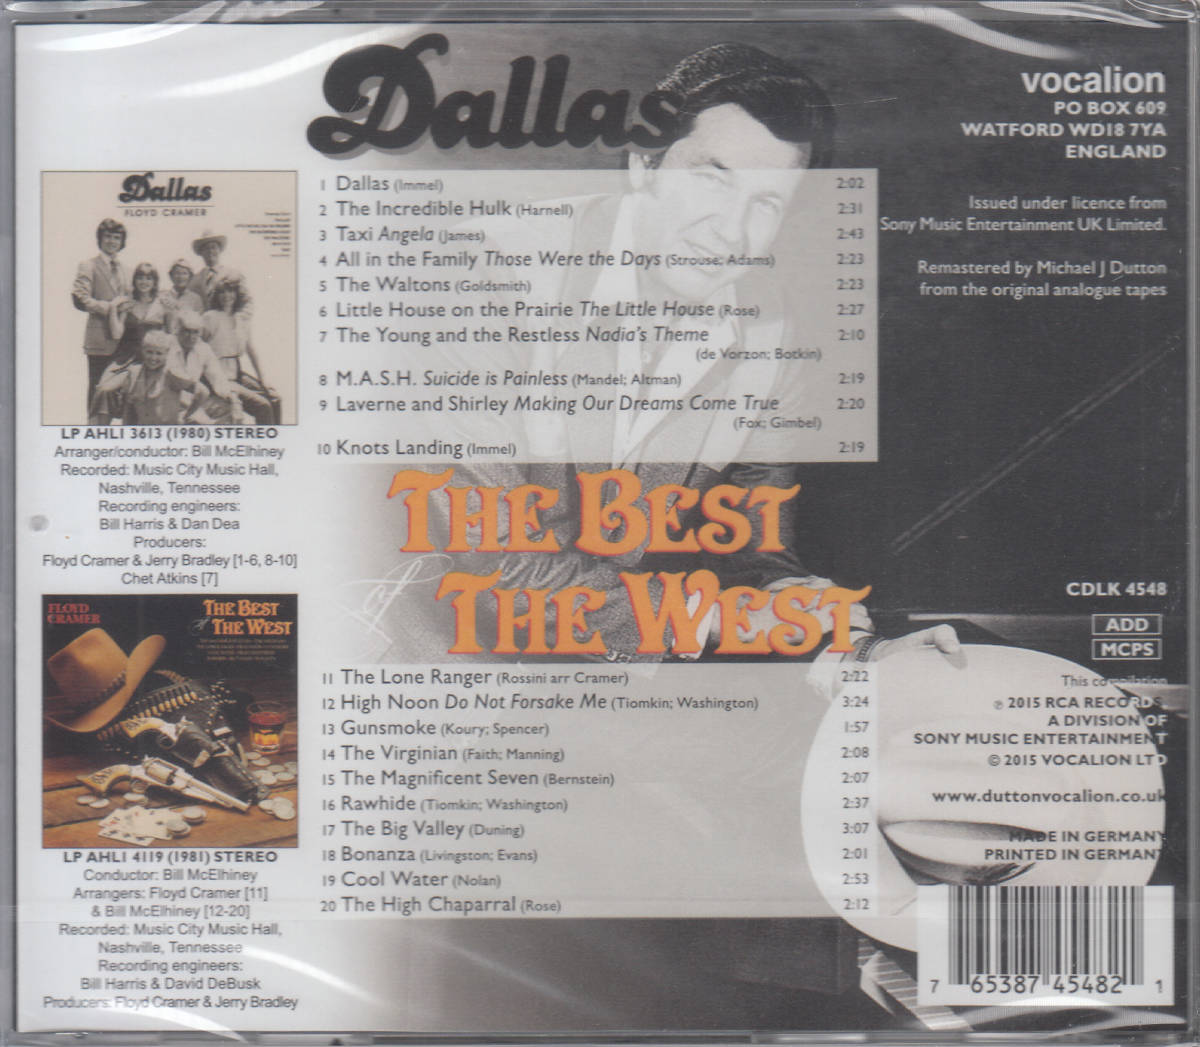 Dallas
vocalion
PO BOX 609
WATFORD WD18 7YA
ENGLAND
Issued under licence from
Sony Music Entertainment UK Limited.
Remastered by Michael J Dutton
from the original analogue tapes
Dallas
FLOYD CRAMER
LP AHL1 3613 (1980) STEREO
Arranger/conductor: Bill McElhiney
Recorded: Music City Music Hall,
Nashville, Tennessee
Recording engineers:
Bill Harris & Dan Dea
Producers:
Floyd Cramer & Jerry Bradley [1-6, 8-10]
Chet Atkins [7]
1 Dallas (Immel) 2:02
2 The Incredible Hulk (Harnell) 2:31
3 Taxi Angela (James) 2:43
4 All in the Family Those Were the Days (Strouse; Adams) 2:23
5 The Waltons (Goldsmith) 2:23
6 Little House on the Prairie The Little House (Rose) 2:27
7 The Young and the Restless Nadia's Theme 2:10
(de Vorzon; Botkin)
8 M.A.S.H. Suicide is Painless (Mandel; Altman) 2:19
9 Laverne and Shirley Making Our Dreams Come True 2:20
(Fox; Gimbel)
10 Knots Landing (Immel) 2:19
THE BEST
of THE WEST
FLOYD CRAMER
THE BEST
of THE WEST
LP AHL1 4119 (1981) STEREO
Conductor: Bill McElhiney
Arrangers: Floyd Cramer [11]
& Bill McElhiney [12-20]
Recorded: Music City Music Hall,
Nashville, Tennessee
Recording engineers:
Bill Harris & David DeBusk
Producers: Floyd Cramer & Jerry Bradley
11 The Lone Ranger (Rossini arr Cramer) 2:22
12 High Noon Do Not Forsake Me (Tiomkin; Washington) 3:24
13 Gunsmoke (Koury; Spencer) 1:57
14 The Virginian (Faith; Manning) 2:08
15 The Magnificent Seven (Bernstein) 2:07
16 Rawhide (Tiomkin; Washington) 2:37
17 The Big Valley (Duning) 3:07
18 Bonanza (Livingston; Evans) 2:01
19 Cool Water (Nolan) 2:53
20 The High Chaparral (Rose) 2:12
CDLK 4548
ADD
MCPS
This compilation
℗ 2015 RCA RECORDS,
A DIVISION OF
SONY MUSIC ENTERTAINMENT
© 2015 VOCALION LTD
www.duttonvocalion.co.uk
MADE IN GERMANY
PRINTED IN GERMANY
7 65387 45482 1